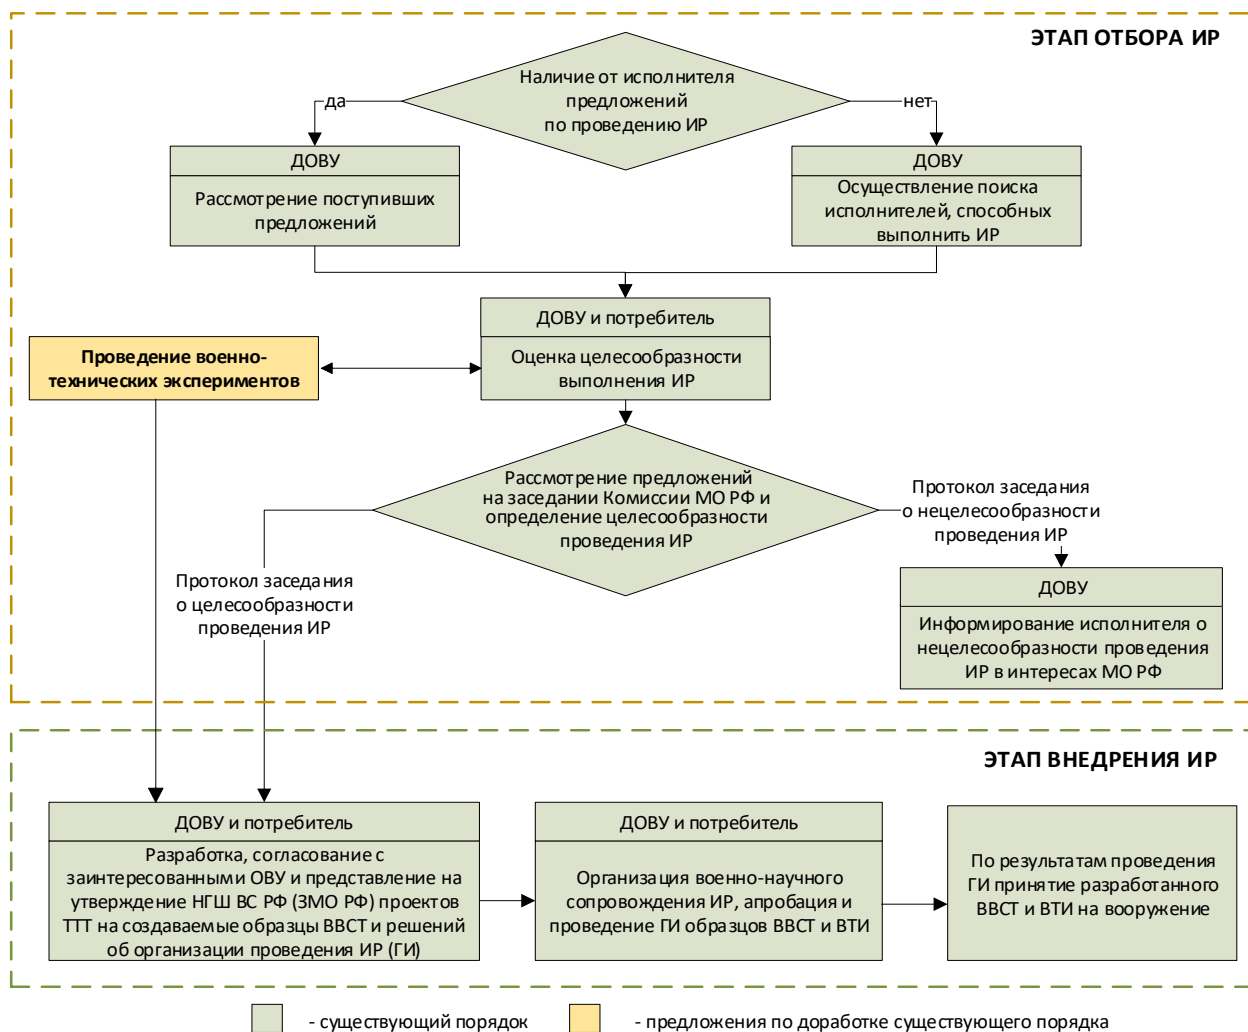 ЭТАП ОТБОРА ИР
Наличие от исполнителя
предложений
по проведению ИР
да
нет
ДОВУ
Рассмотрение поступивших
предложений
ДОВУ
Осуществление поиска
исполнителей, способных
выполнить ИР
ДОВУ и потребитель
Оценка целесообразности
выполнения ИР
Проведение военно-
технических экспериментов
Рассмотрение предложений
на заседании Комиссии МО РФ и
определение целесообразности
проведения ИР
Протокол заседания
о нецелесообразности
проведения ИР
Протокол заседания
о целесообразности
проведения ИР
ДОВУ
Информирование исполнителя о
нецелесообразности проведения
ИР в интересах МО РФ
ЭТАП ВНЕДРЕНИЯ ИР
ДОВУ и потребитель
Разработка, согласование с
заинтересованными ОВУ и представление на
утверждение НГШ ВС РФ (ЗМО РФ) проектов
ТТТ на создаваемые образцы ВВСТ и решений
об организации проведения ИР (ГИ)
ДОВУ и потребитель
Организация военно-научного
сопровождения ИР, апробация и
проведение ГИ образцов ВВСТ и ВТИ
По результатам проведения
ГИ принятие разработанного
ВВСТ и ВТИ на вооружение
- существующий порядок
- предложения по доработке существующего порядка